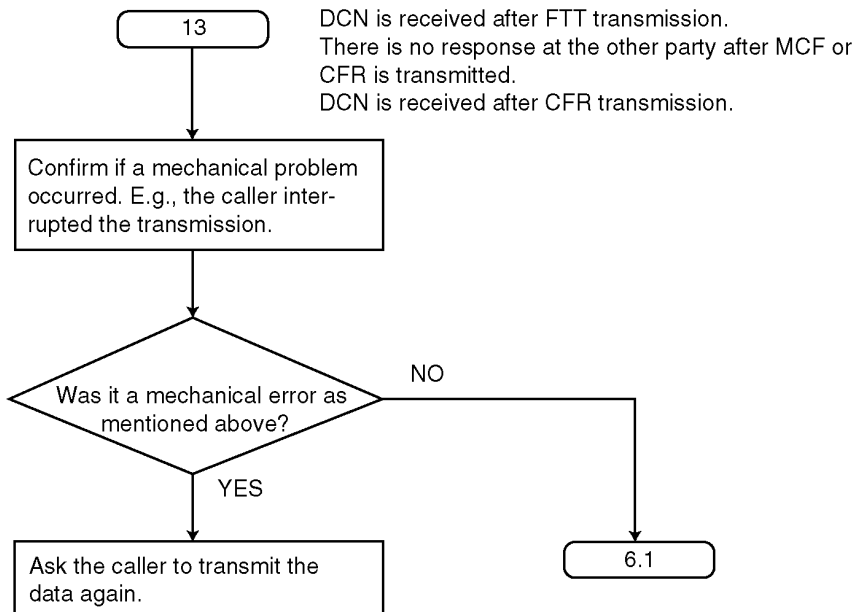 13
DCN is received after FTT transmission.
There is no response at the other party after MCF or
CFR is transmitted.
DCN is received after CFR transmission.
Confirm if a mechanical problem
occurred. E.g., the caller inter-
rupted the transmission.
Was it a mechanical error as
mentioned above?
NO
YES
Ask the caller to transmit the
data again.
6.1